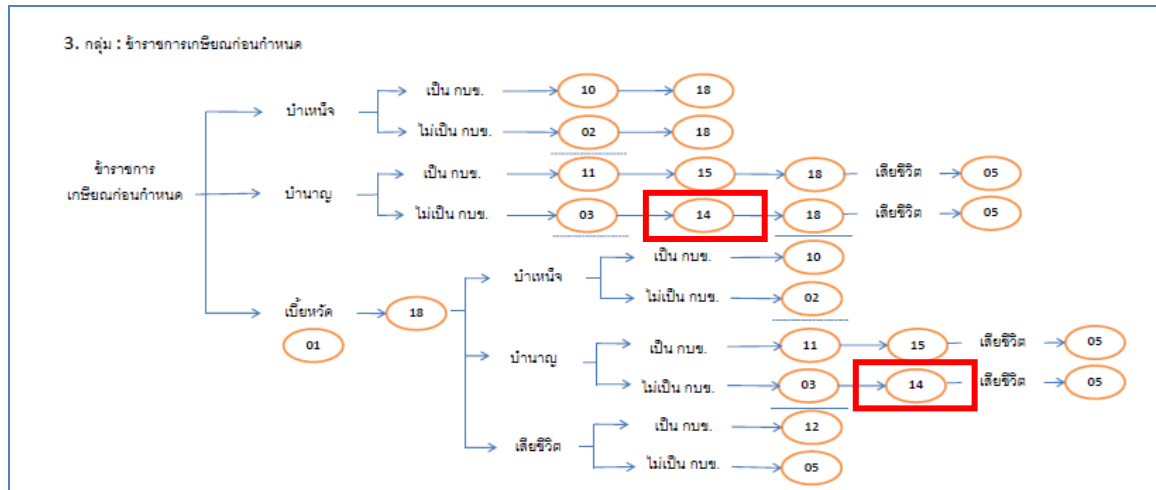 3. กลุ่ม : ข้าราชการเกษียณก่อนกำหนด
บำเหน็จ เป็น กบข. 10 18
ไม่เป็น กบข. 02 18
ข้าราชการ
เกษียณก่อนกำหนด
บำนาญ เป็น กบข. 11 15 18 เสียชีวิต 05
ไม่เป็น กบข. 03 14 18 เสียชีวิต 05
เบี้ยหวัด 18
01
บำเหน็จ เป็น กบข. 10
ไม่เป็น กบข. 02
บำนาญ เป็น กบข. 11 15 เสียชีวิต 05
ไม่เป็น กบข. 03 14 เสียชีวิต 05
เสียชีวิต เป็น กบข. 12
ไม่เป็น กบข. 05